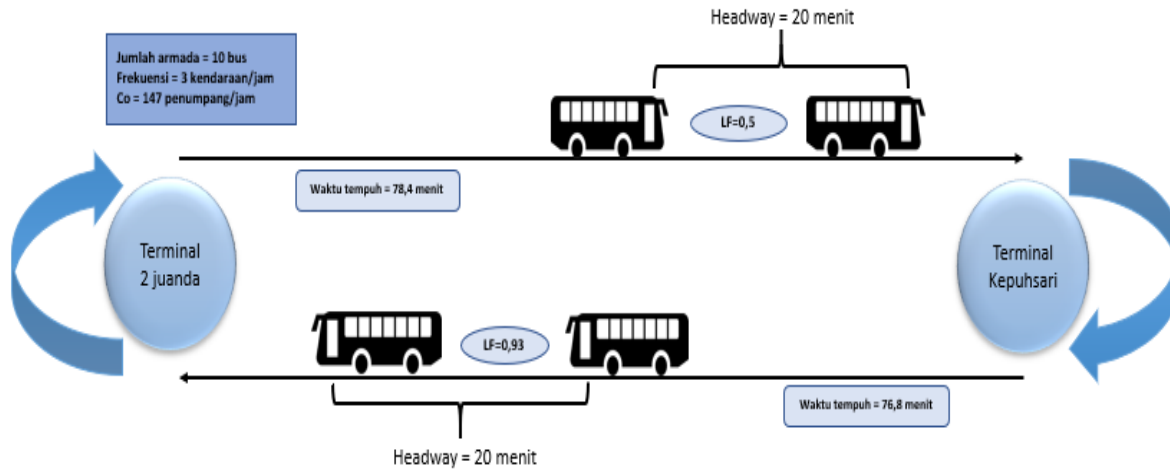 Headway = 20 menit
Jumlah armada = 10 bus
Frekuensi = 3 kendaraan/jam
Co = 147 penumpang/jam
LF=0,5
Waktu tempuh = 78,4 menit
Terminal
2 juanda
Terminal
Kepuhsari
LF=0,93
Waktu tempuh = 76,8 menit
Headway = 20 menit